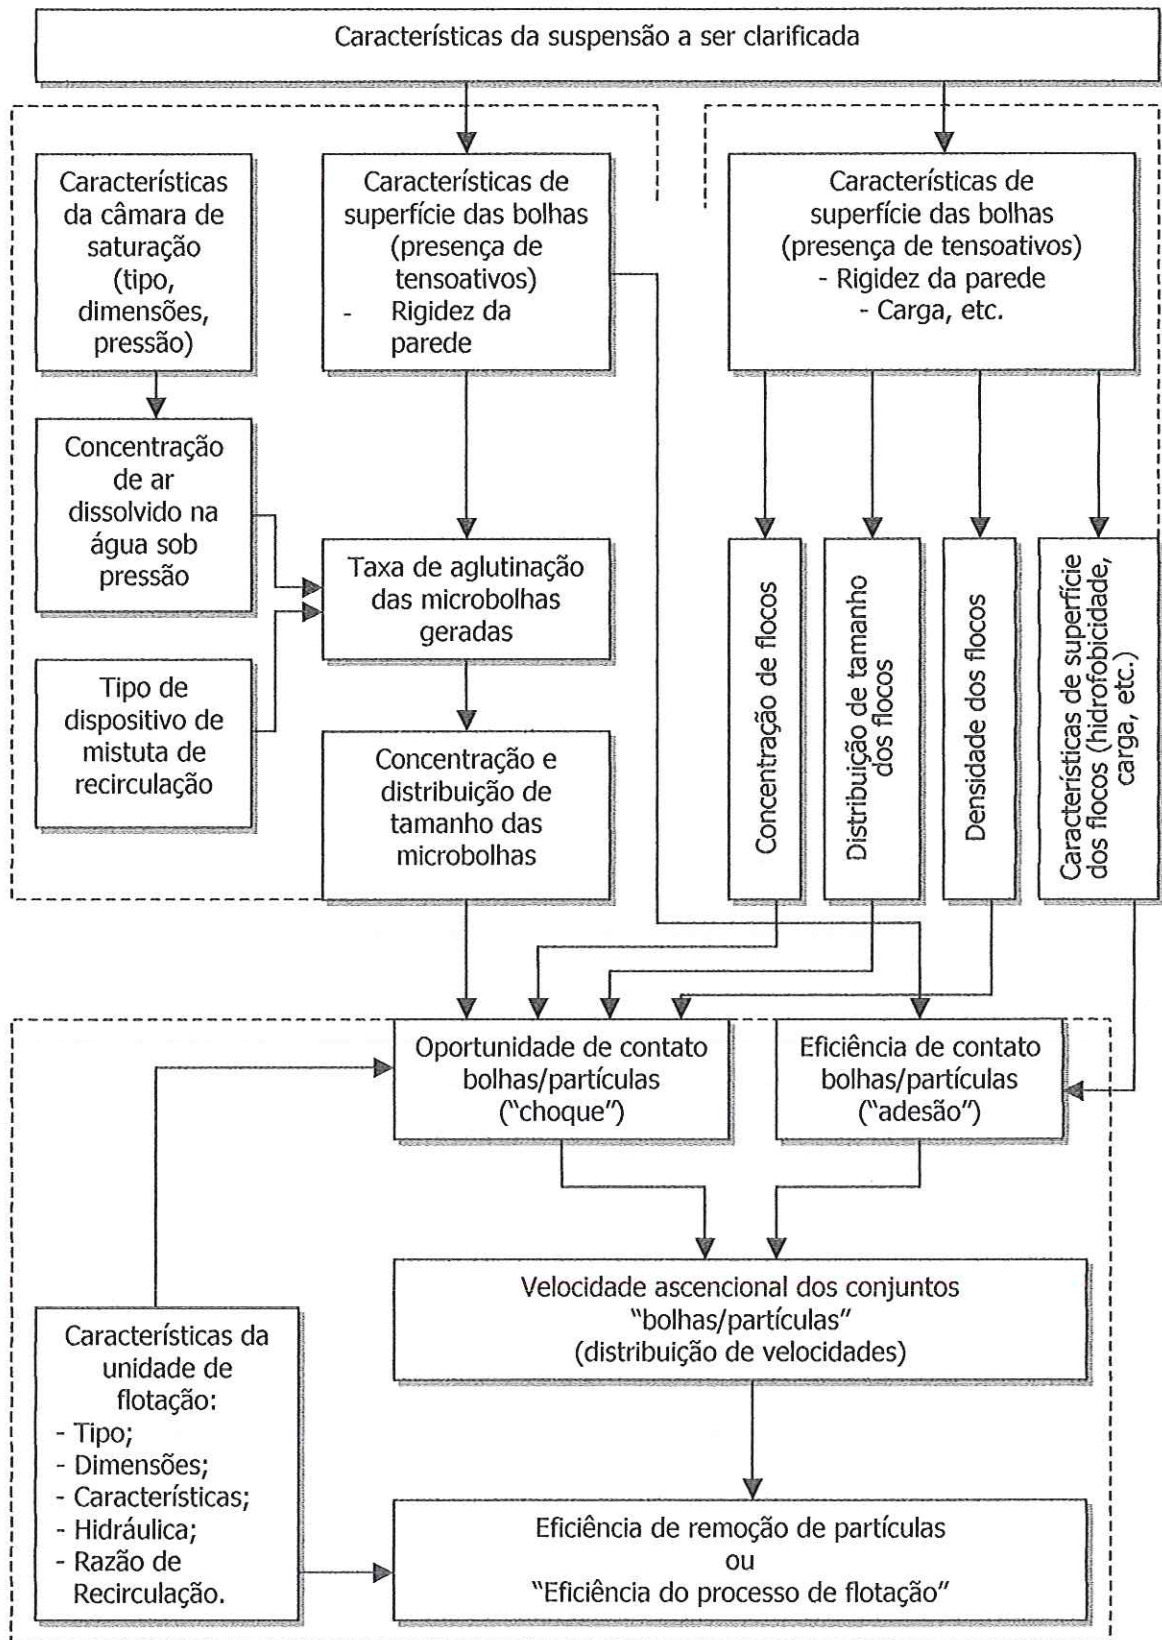 Características da suspensão a ser clarificada
Características
da câmara de
saturação
(tipo,
dimensões,
pressão)
Características de
superfície das bolhas
(presença de
tensoativos)
- Rigidez da
parede
Características de
superfície das bolhas
(presença de tensoativos)
- Rigidez da parede
- Carga, etc.
Concentração
de ar
dissolvido na
água sob
pressão
Taxa de aglutinação
das microbolhas
geradas
Tipo de
dispositivo de
mistuta de
recirculação
Concentração e
distribuição de
tamanho das
microbolhas
Concentração de flocos
Distribuição de tamanho
dos flocos
Densidade dos flocos
Características de superfície
dos flocos (hidrofobicidade,
carga, etc.)
Oportunidade de contato
bolhas/partículas
(“choque”)
Eficiência de contato
bolhas/partículas
(“adesão”)
Velocidade ascencional dos conjuntos
“bolhas/partículas”
(distribuição de velocidades)
Características da
unidade de
flotação:
- Tipo;
- Dimensões;
- Características;
- Hidráulica;
- Razão de
Recirculação.
Eficiência de remoção de partículas
ou
“Eficiência do processo de flotação”